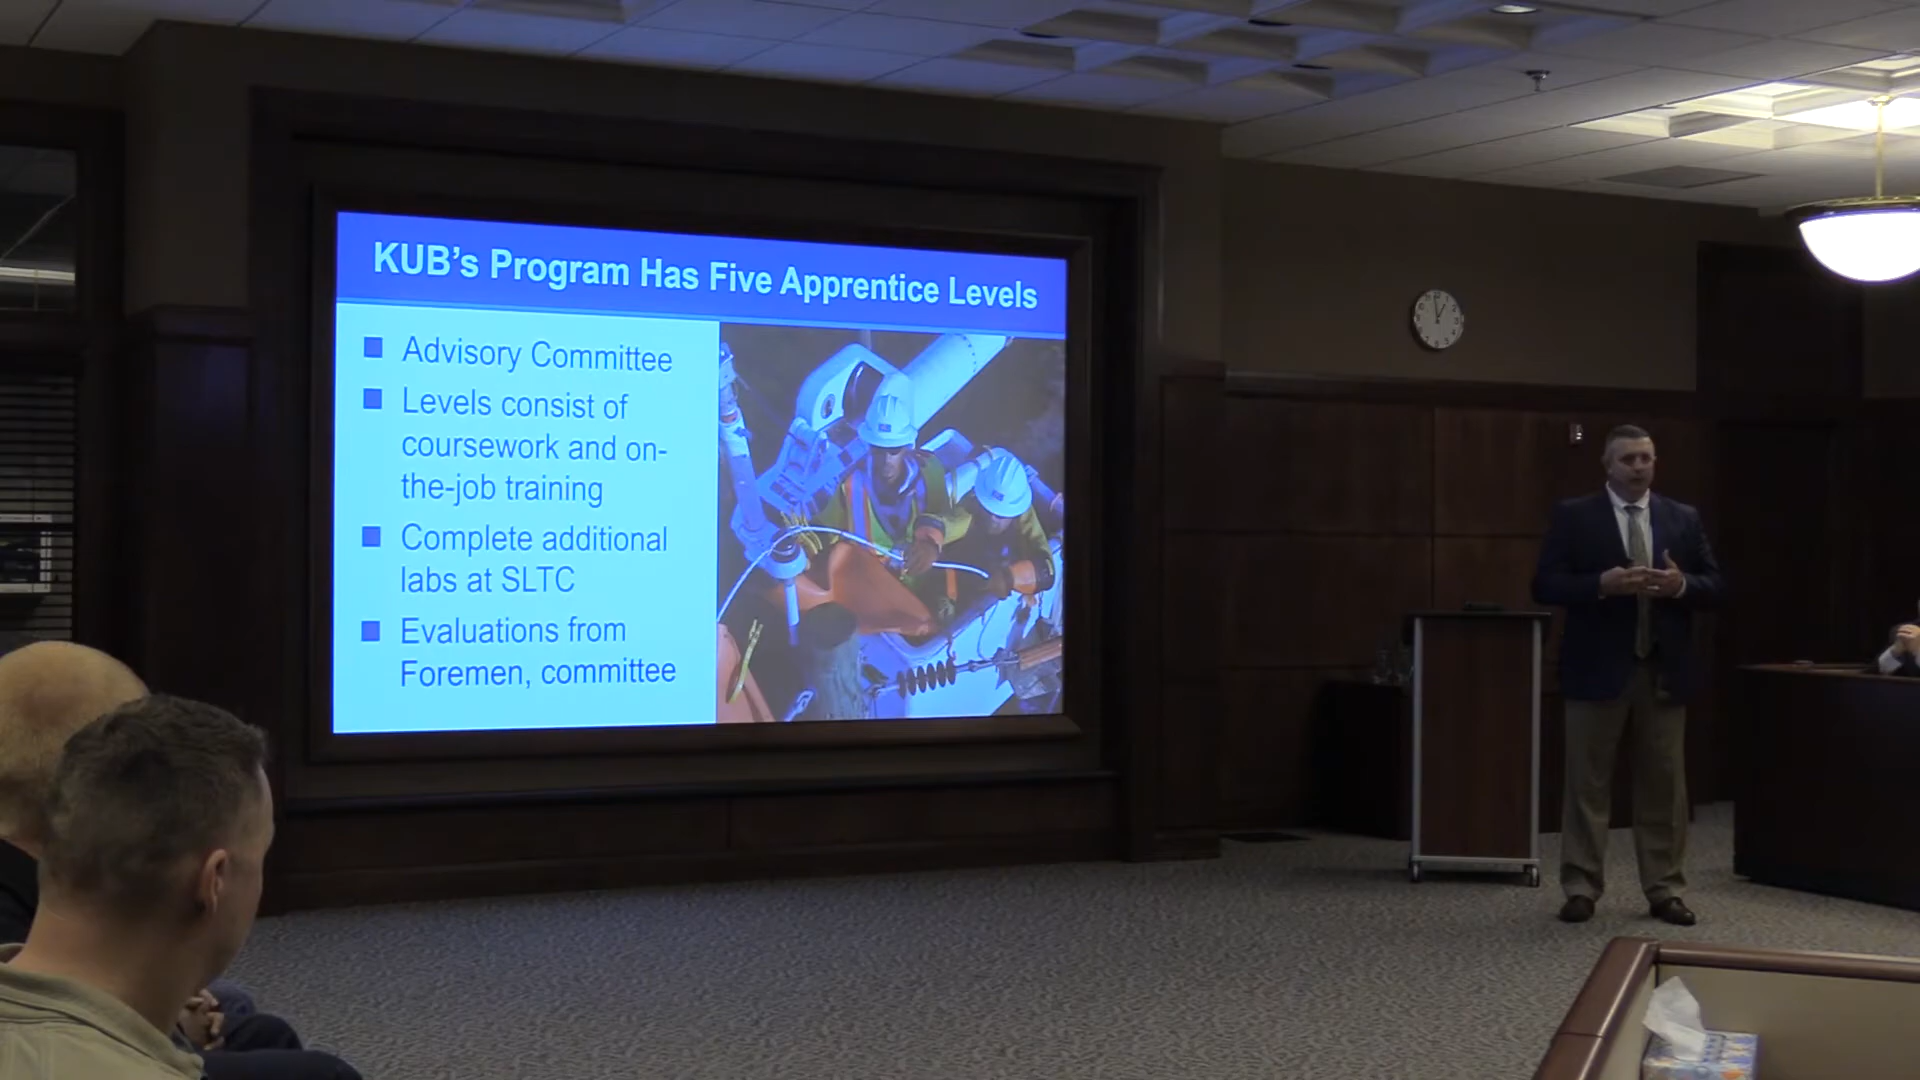 KUB's Program Has Five Apprentice Levels
Advisory Committee
Levels consist of
coursework and on-
the-job training
Complete additional
labs at SLTC
Evaluations from
Foremen, committee